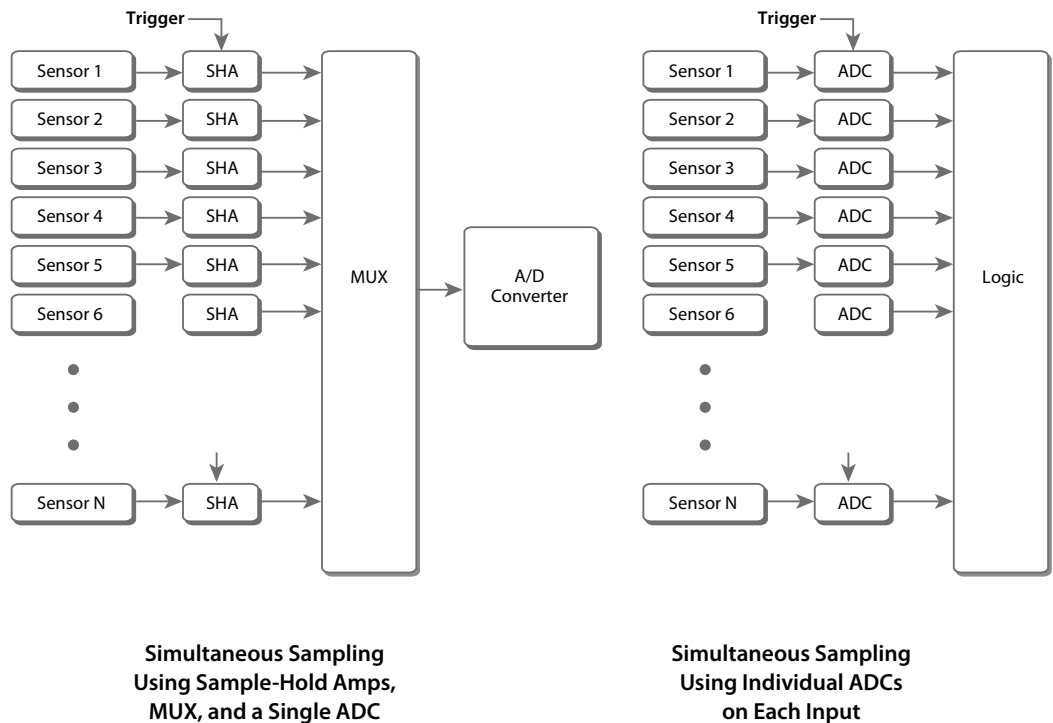 Trigger
Sensor 1
SHA
Sensor 2
SHA
Sensor 3
SHA
Sensor 4
SHA
Sensor 5
SHA
Sensor 6
SHA
Sensor N
SHA
MUX
A/D
Converter
Simultaneous Sampling
Using Sample-Hold Amps,
MUX, and a Single ADC
Trigger
Sensor 1
ADC
Sensor 2
ADC
Sensor 3
ADC
Sensor 4
ADC
Sensor 5
ADC
Sensor 6
ADC
Sensor N
ADC
Logic
Simultaneous Sampling
Using Individual ADCs
on Each Input